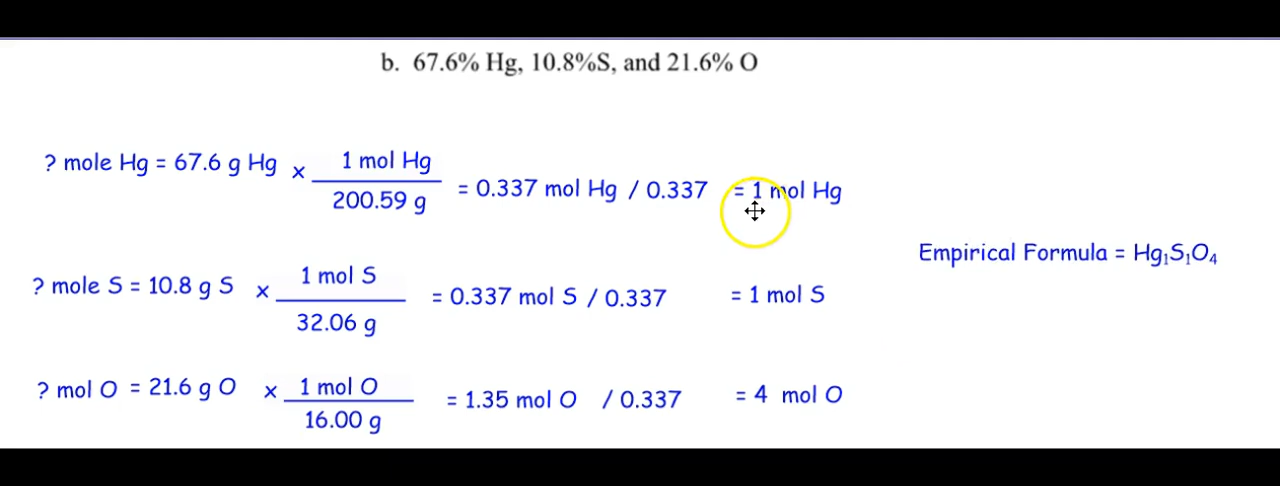 b. 67.6% Hg, 10.8%S, and 21.6% O
? mole Hg = 67.6 g Hg x 1 mol Hg
200.59 g
= 0.337 mol Hg / 0.337 = 1 mol Hg
Empirical Formula = Hg₁S₁O₄
? mole S = 10.8 g S x 1 mol S
32.06 g
= 0.337 mol S / 0.337 = 1 mol S
? mol O = 21.6 g O x 1 mol O
16.00 g
= 1.35 mol O / 0.337 = 4 mol O